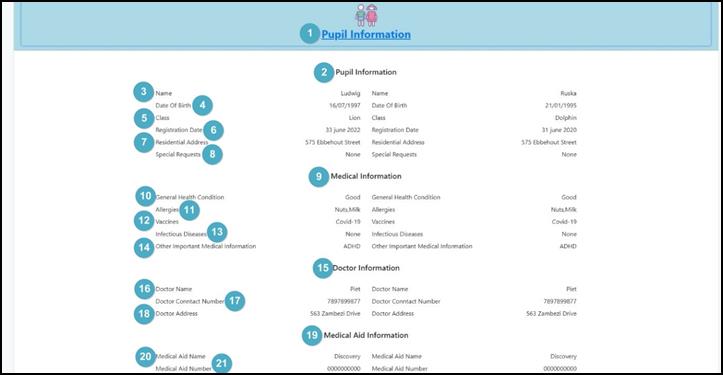 1 Pupil Information
2 Pupil Information
3 Name Ludwig Name Ruska
Date Of Birth 4 16/07/1997 Date Of Birth 21/01/1995
5 Class Lion Class Dolphin
Registration Date 6 33 june 2022 Registration Date 31 june 2020
7 Residential Address 575 Ebbehout Street Residential Address 575 Ebbehout Street
Special Requests 8 None Special Requests None
9 Medical Information
10 General Health Condition Good General Health Condition Good
Allergies 11 Nuts,Milk Allergies Nuts,Milk
12 Vaccines Covid-19 Vaccines Covid-19
Infectious Diseases 13 None Infectious Diseases None
14 Other Important Medical Information ADHD Other Important Medical Information ADHD
15 Doctor Information
16 Doctor Name Piet Doctor Name Piet
Doctor Conntact Number 17 7897899877 Doctor Conntact Number 7897899877
18 Doctor Address 563 Zambezi Drive Doctor Address 563 Zambezi Drive
19 Medical Aid Information
20 Medical Aid Name Discovery Medical Aid Name Discovery
Medical Aid Number 21 0000000000 Medical Aid Number 0000000000